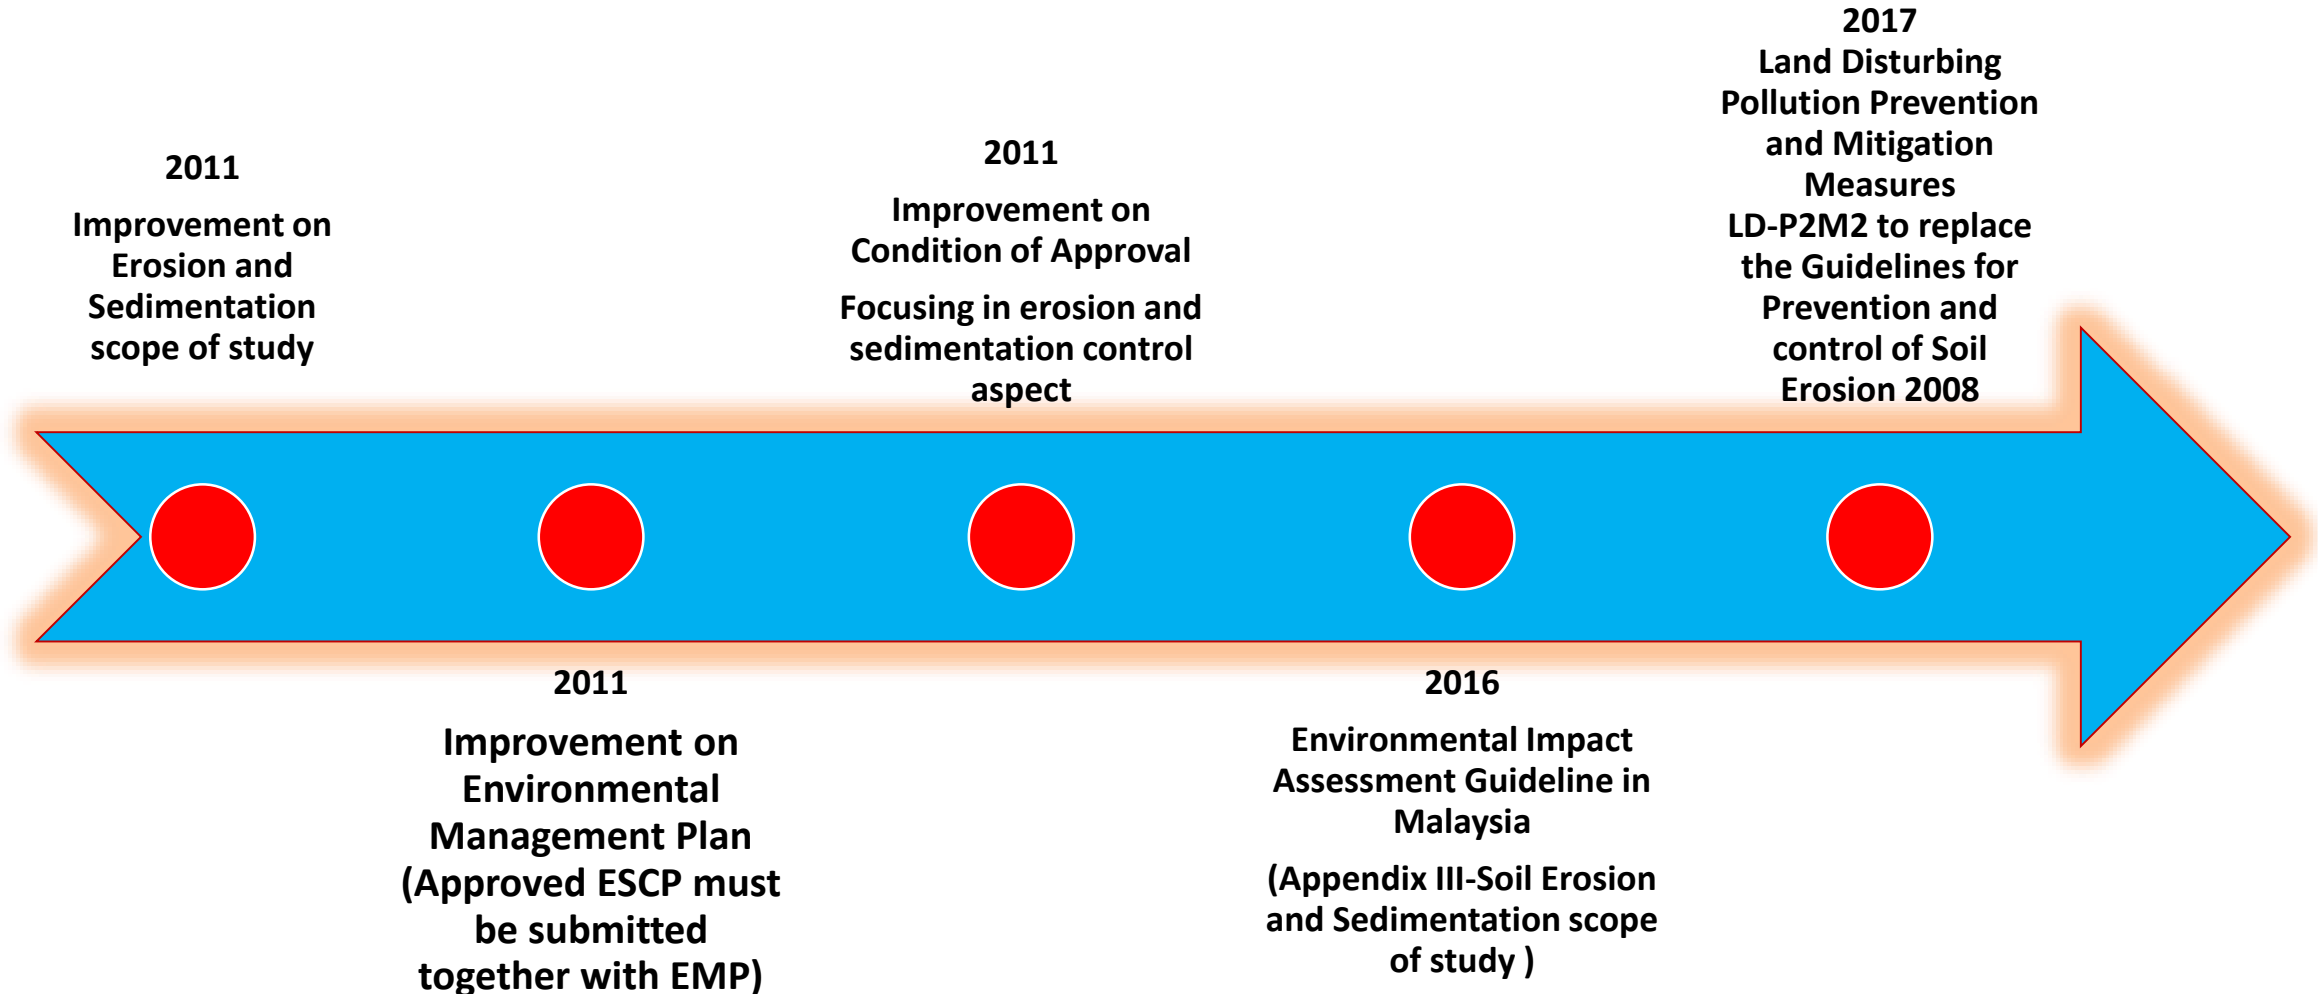 2011
Improvement on
Erosion and
Sedimentation
scope of study
2011
Improvement on
Environmental
Management Plan
(Approved ESCP must
be submitted
together with EMP)
2011
Improvement on
Condition of Approval
Focusing in erosion and
sedimentation control
aspect
2016
Environmental Impact
Assessment Guideline in
Malaysia
(Appendix III-Soil Erosion
and Sedimentation scope
of study )
2017
Land Disturbing
Pollution Prevention
and Mitigation
Measures
LD-P2M2 to replace
the Guidelines for
Prevention and
control of Soil
Erosion 2008